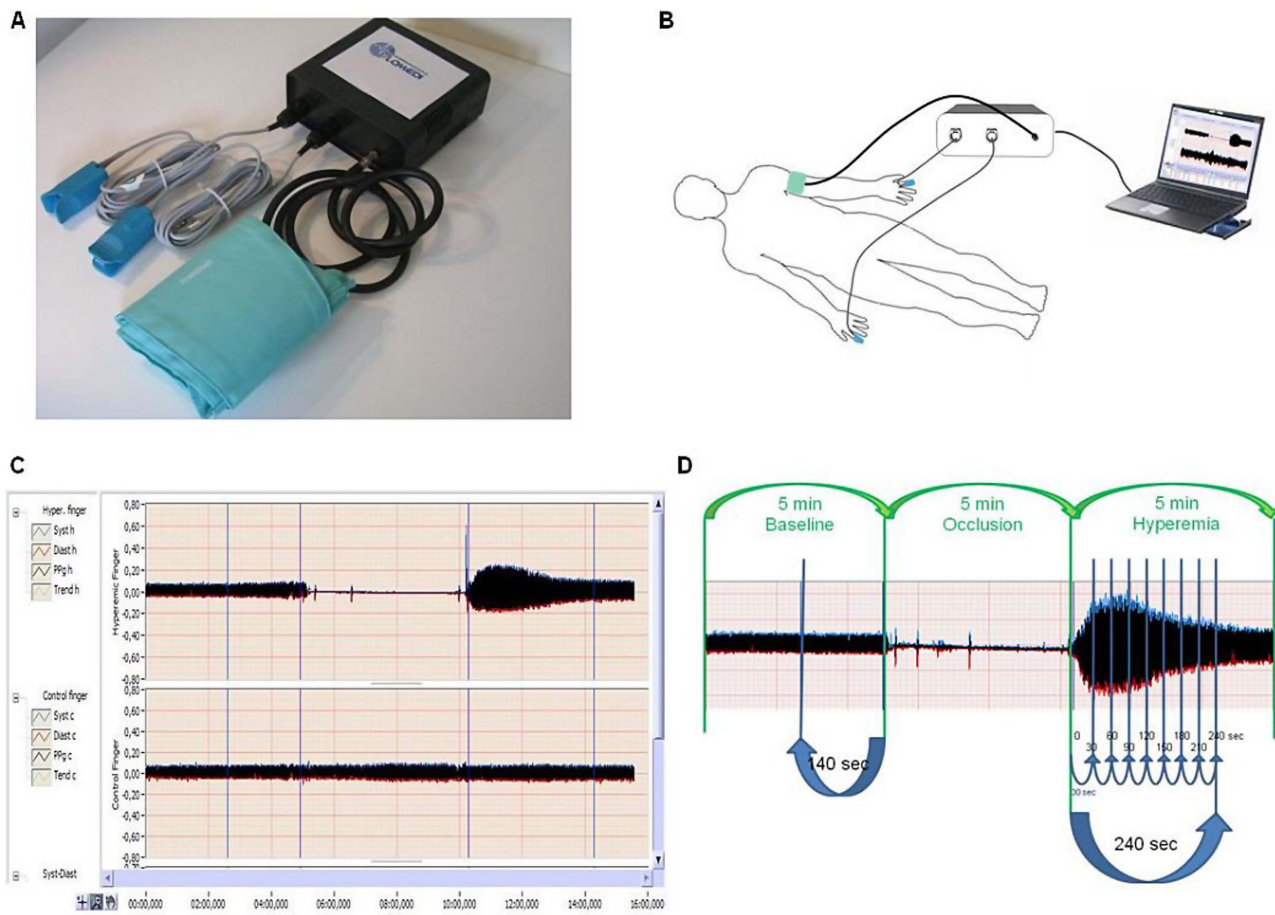 A
FLOMEDI
B
C
Hyper. finger
Syst h
Diast h
PPg h
Trend h
Hyperemic Finger
0,80
0,60
0,40
0,20
0,00
-0,20
-0,40
-0,60
-0,80
Control finger
Syst c
Diast c
PPg c
Tend c
Control Finger
0,80
0,60
0,40
0,20
0,00
-0,20
-0,40
-0,60
-0,80
Syst-Diast
00:00,000 02:00,000 04:00,000 06:00,000 08:00,000 10:00,000 12:00,000 14:00,000 16:00,000
D
5 min
Baseline
5 min
Occlusion
5 min
Hyperemia
140 sec
0 30 60 90 120 160 180 210 240 sec
240 sec